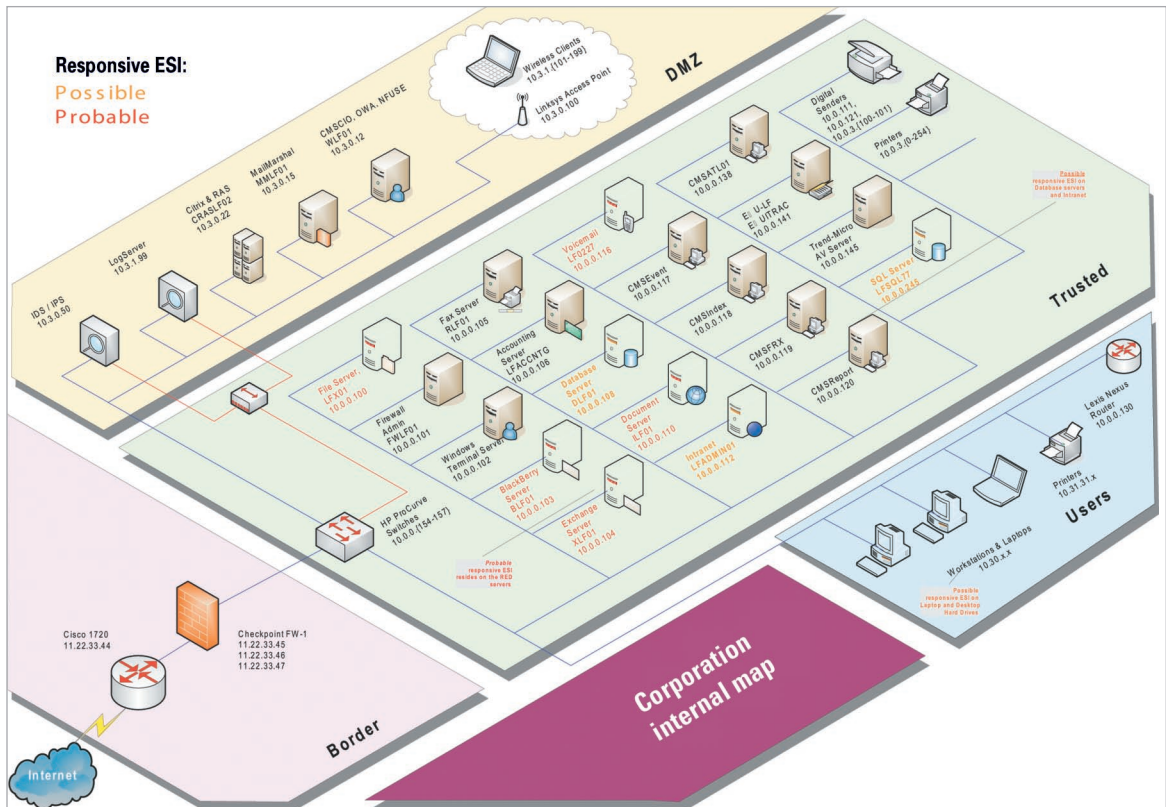 Responsive ESI:
Possible
Probable
DMZ
Wireless Clients
10.3.1.(101-199)
Linksys Access Point
10.3.0.100
CMSCIO, OWA, NFUSE
WLF01
10.3.0.12
MailMarshal
MMLF01
10.3.0.15
Citrix & RAS
CRASLF02
10.3.0.22
LogServer
10.3.1.99
IDS / IPS
10.3.0.50
Trusted
Digital
Senders
10.0.111,
10.0.121,
10.0.3.(100-101)
Printers
10.0.3.(0-254)
CMSATL01
10.0.0.138
U-LF
UITRAC
10.0.0.141
Trend-Micro
AV Server
10.0.0.145
SQL Server
LFSQL77
10.0.0.245
Possible
responsive ESI on
Database servers
and Intranet
Voicemail
LF0227
10.0.0.116
CMSEvent
10.0.0.117
CMSIndex
10.0.0.118
CMSFRX
10.0.0.119
CMSReport
10.0.0.120
Fax Server
RLF01
10.0.0.105
Accounting
Server
LFACCNTG
10.0.0.106
Database
Server
DLF01
Document
Server
ILF01
10.0.0.110
Intranet
LFADMIN01
10.0.0.112
File Server,
LFX01
10.0.0.100
Firewall
Admin
FWLF01
10.0.0.101
Windows
Terminal Server
10.0.0.102
BlackBerry
Server
BLF01
10.0.0.103
Exchange
Server
XLF01
10.0.0.104
HP ProCurve
Switches
10.0.0.(154-157)
Probable
responsive ESI
resides on the RED
servers
Users
Lexis Nexus
Router
10.0.0.130
Printers
10.31.31.x
Workstations & Laptops
10.30.x.x
Possible
responsive ESI on
Laptop and Desktop
Hard Drives
Border
Cisco 1720
11.22.33.44
Checkpoint FW-1
11.22.33.45
11.22.33.46
11.22.33.47
Internet
Corporation
internal map